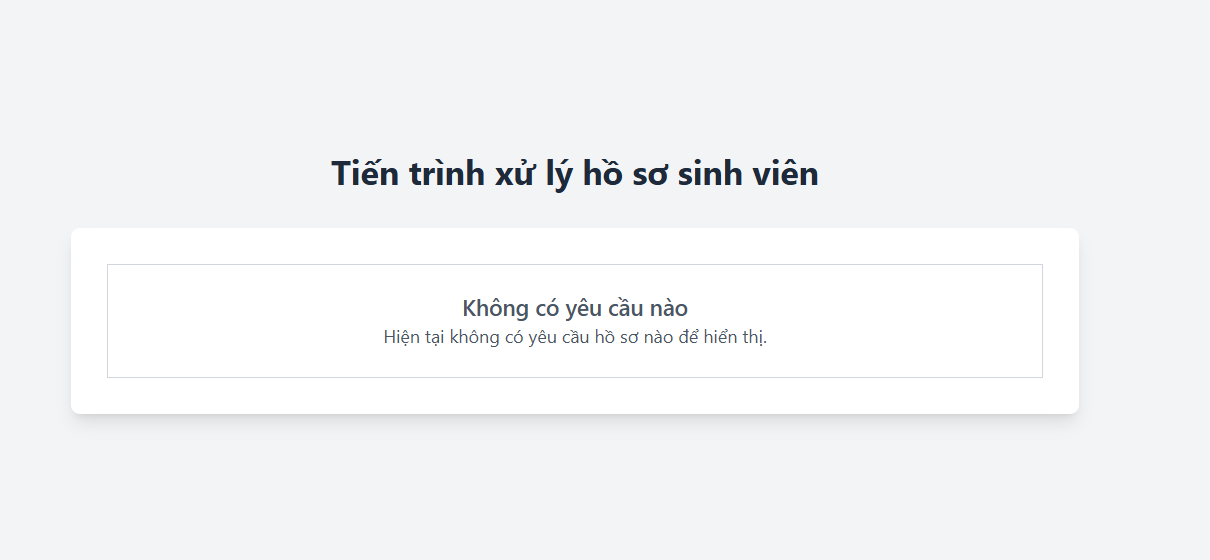 Tiến trình xử lý hồ sơ sinh viên
Không có yêu cầu nào
Hiện tại không có yêu cầu hồ sơ nào để hiển thị.